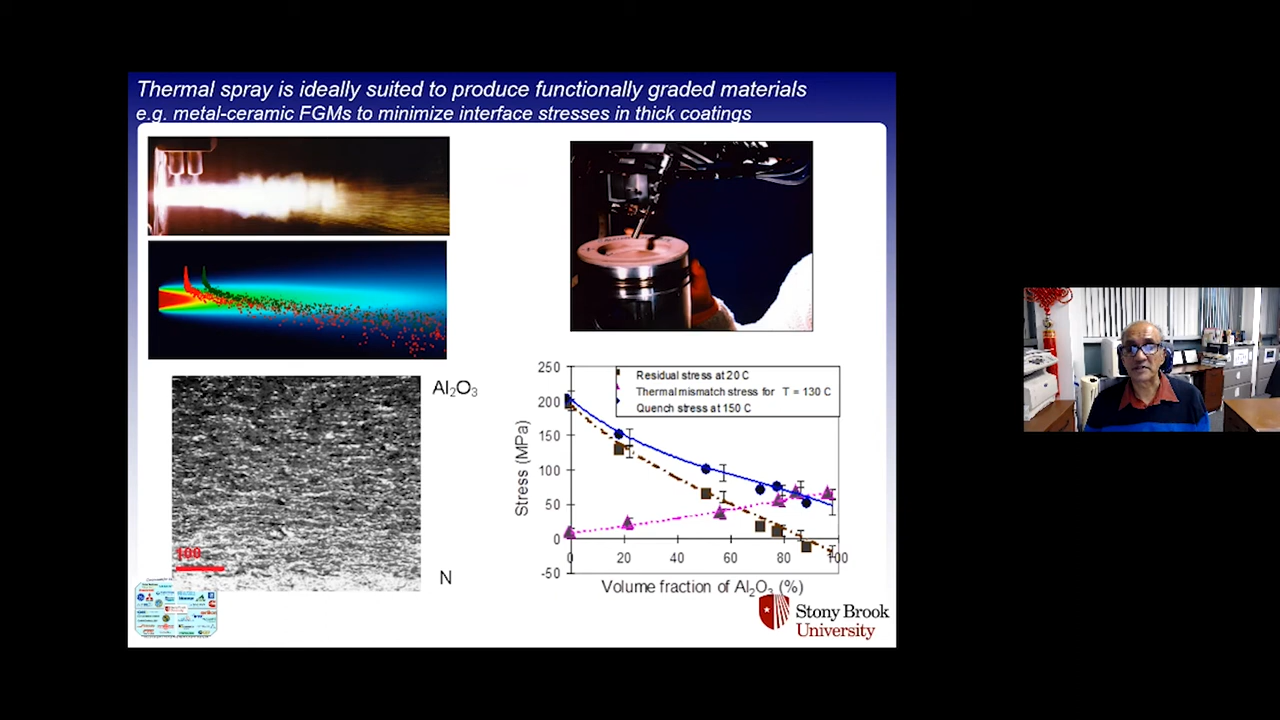 Thermal spray is ideally suited to produce functionally graded materials
e.g. metal-ceramic FGMs to minimize interface stresses in thick coatings
Al₂O₃
100
N
250
200
150
100
50
0
-50
Stress (MPa)
Residual stress at 20 C
Thermal mismatch stress for T = 130 C
Quench stress at 150 C
0 20 40 60 80 100
Volume fraction of Al₂O₃ (%)
Stony Brook
University